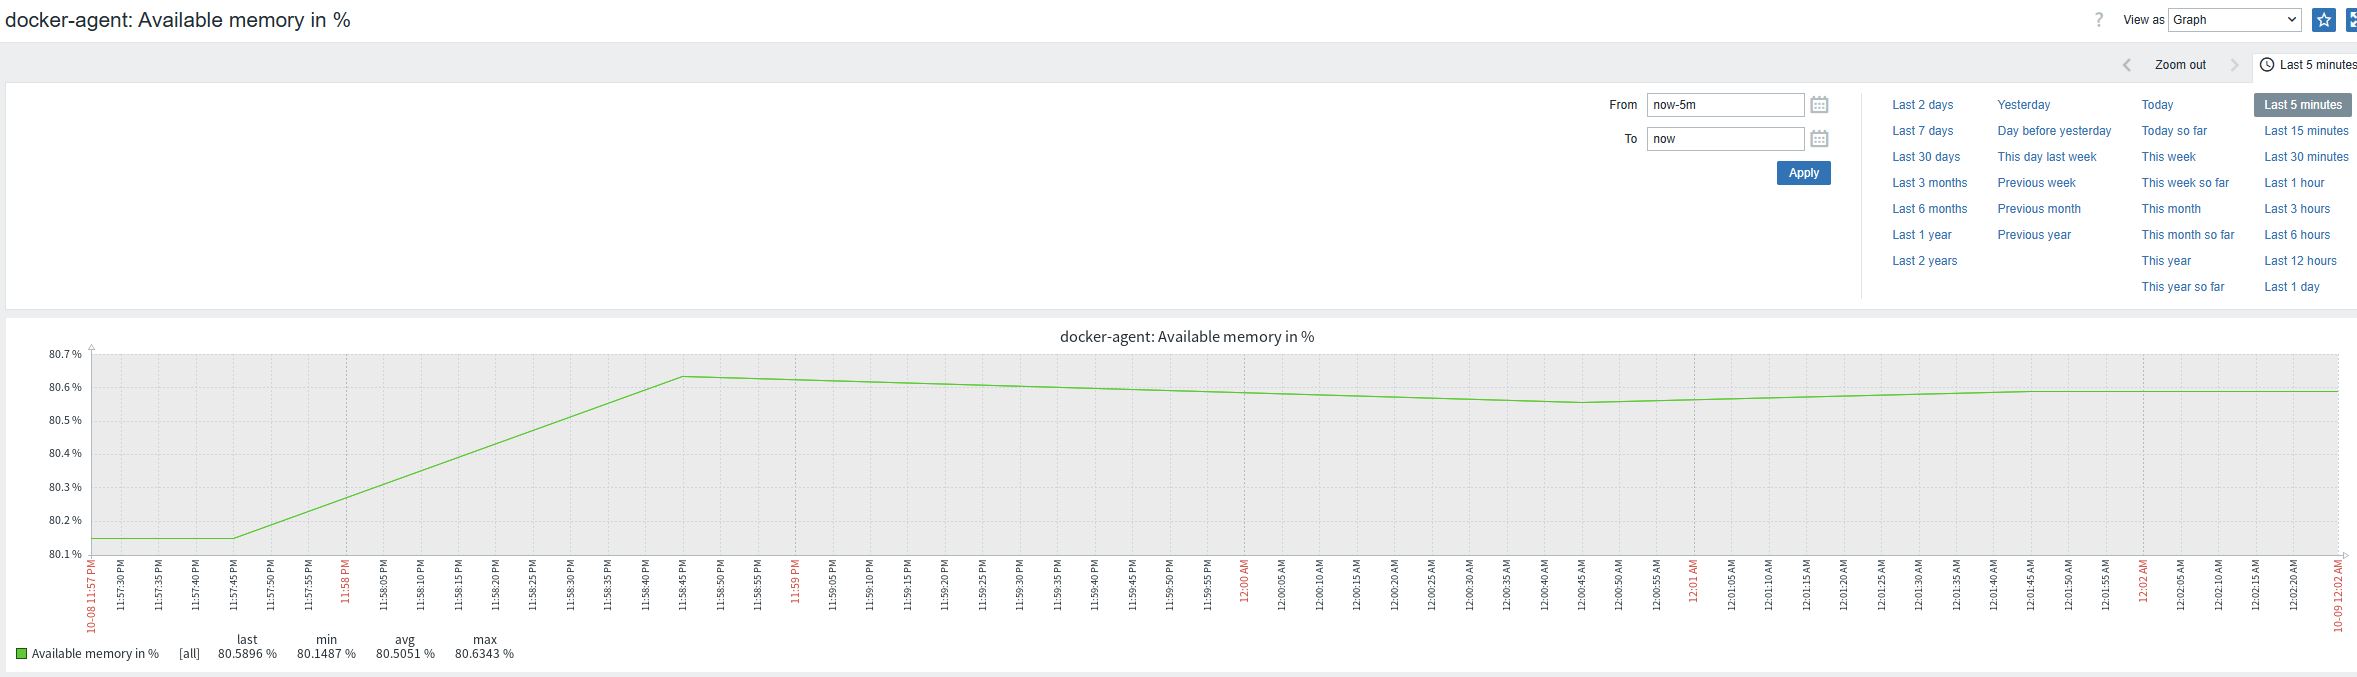 docker-agent: Available memory in %
? View as Graph
Zoom out
Last 5 minutes
From now-5m
To now
Apply
Last 2 days Yesterday Today Last 5 minutes
Last 7 days Day before yesterday Today so far Last 15 minutes
Last 30 days This day last week This week Last 30 minutes
Last 3 months Previous week This week so far Last 1 hour
Last 6 months Previous month This month Last 3 hours
Last 1 year Previous year This month so far Last 6 hours
Last 2 years This year Last 12 hours
This year so far Last 1 day
docker-agent: Available memory in %
80.7 %
80.6 %
80.5 %
80.4 %
80.3 %
80.2 %
80.1 %
10-08 11:57 PM
11:57:30 PM
11:57:35 PM
11:57:40 PM
11:57:45 PM
11:57:50 PM
11:57:55 PM
11:58 PM
11:58:05 PM
11:58:10 PM
11:58:15 PM
11:58:20 PM
11:58:25 PM
11:58:30 PM
11:58:35 PM
11:58:40 PM
11:58:45 PM
11:58:50 PM
11:58:55 PM
11:59 PM
11:59:05 PM
11:59:10 PM
11:59:15 PM
11:59:20 PM
11:59:25 PM
11:59:30 PM
11:59:35 PM
11:59:40 PM
11:59:45 PM
11:59:50 PM
11:59:55 PM
12:00 AM
12:00:05 AM
12:00:10 AM
12:00:15 AM
12:00:20 AM
12:00:25 AM
12:00:30 AM
12:00:35 AM
12:00:40 AM
12:00:45 AM
12:00:50 AM
12:00:55 AM
12:01 AM
12:01:05 AM
12:01:10 AM
12:01:15 AM
12:01:20 AM
12:01:25 AM
12:01:30 AM
12:01:35 AM
12:01:40 AM
12:01:45 AM
12:01:50 AM
12:01:55 AM
12:02 AM
12:02:05 AM
12:02:10 AM
12:02:15 AM
12:02:20 AM
10-09 12:02 AM
last min avg max
Available memory in % [all] 80.5896 % 80.1487 % 80.5051 % 80.6343 %